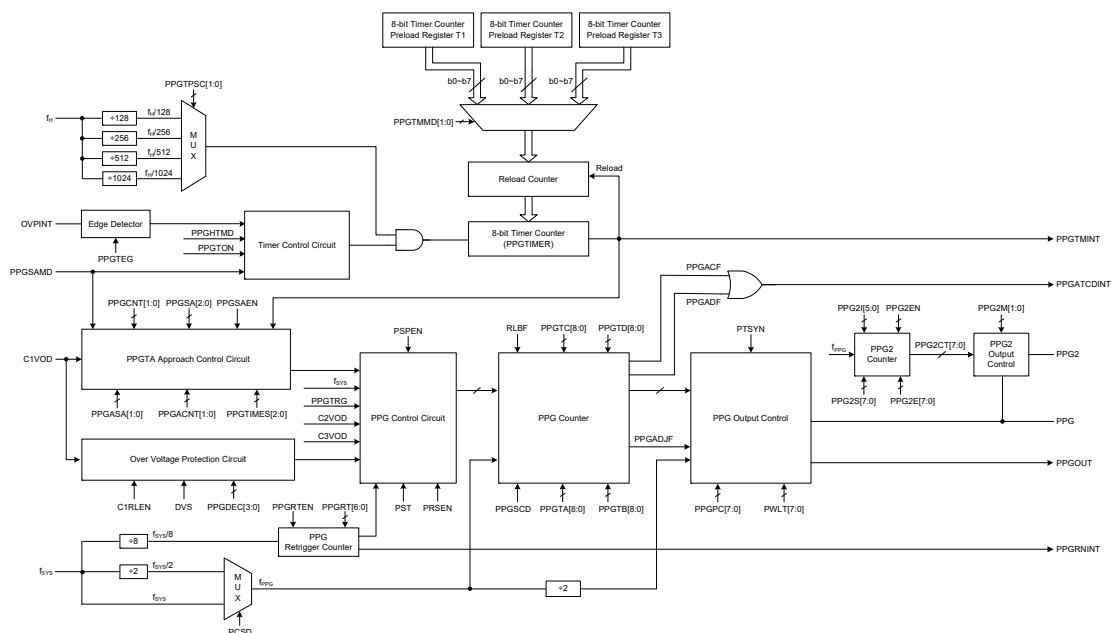 8-bit Timer Counter
Preload Register T1
8-bit Timer Counter
Preload Register T2
8-bit Timer Counter
Preload Register T3
b0~b7
b0~b7
b0~b7
PPGTPSC[1:0]
PPGTMMD[1:0]
fH
÷128
fH/128
÷256
fH/256
÷512
fH/512
÷1024
fH/1024
M
U
X
Reload Counter
Reload
OVPINT
Edge Detector
PPGTEG
PPGHTMD
PPGTON
Timer Control Circuit
8-bit Timer Counter
(PPGTIMER)
PPGTMINT
PPGSAMD
PPGACF
PPGADF
PPGATCDINT
PPGCNT[1:0]
PPGSA[2:0]
PPGSAEN
PSPEN
RLBF
PPGTC[8:0]
PPGTD[8:0]
PTSYN
PPG2I[5:0]
PPG2EN
PPG2M[1:0]
C1VOD
PPGTA Approach Control Circuit
fPPG
PPG2
Counter
PPG2CT[7:0]
PPG2
Output
Control
PPG2
PPG2S[7:0]
PPG2E[7:0]
PPGASA[1:0]
PPGACNT[1:0]
PPGTIMES[2:0]
fSYS
PPGTRG
C2VOD
C3VOD
PPG Control Circuit
PPG Counter
PPG Output Control
PPG
PPGADJF
Over Voltage Protection Circuit
PPGOUT
C1RLEN
DVS
PPGDEC[3:0]
PPGRTEN
PPGRT[6:0]
PST
PRSEN
PPGSCD
PPGTA[8:0]
PPGTB[8:0]
PPGPC[7:0]
PWLT[7:0]
÷8
fSYS/8
PPG
Retrigger Counter
PPGRNINT
fSYS
÷2
fSYS/2
fSYS
M
U
X
fPPG
÷2
PCSD